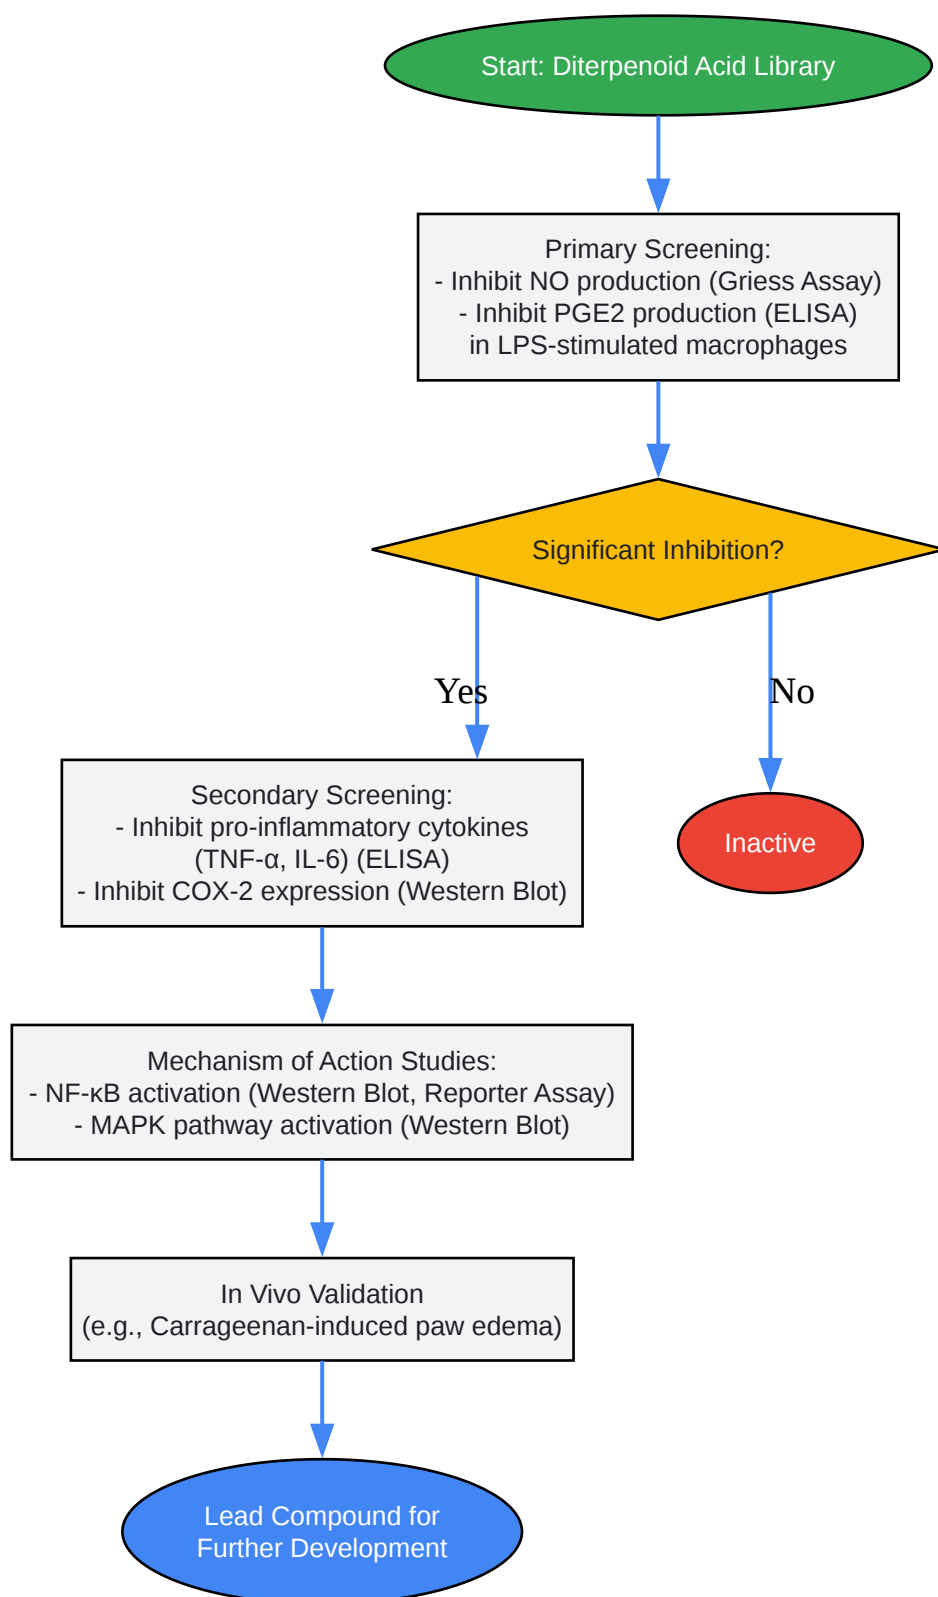 Start: Diterpenoid Acid Library
Primary Screening:
- Inhibit NO production (Griess Assay)
- Inhibit PGE2 production (ELISA)
in LPS-stimulated macrophages
Significant Inhibition?
Yes
No
Secondary Screening:
- Inhibit pro-inflammatory cytokines
(TNF-α, IL-6) (ELISA)
- Inhibit COX-2 expression (Western Blot)
Inactive
Mechanism of Action Studies:
- NF-κB activation (Western Blot, Reporter Assay)
- MAPK pathway activation (Western Blot)
In Vivo Validation
(e.g., Carrageenan-induced paw edema)
Lead Compound for
Further Development